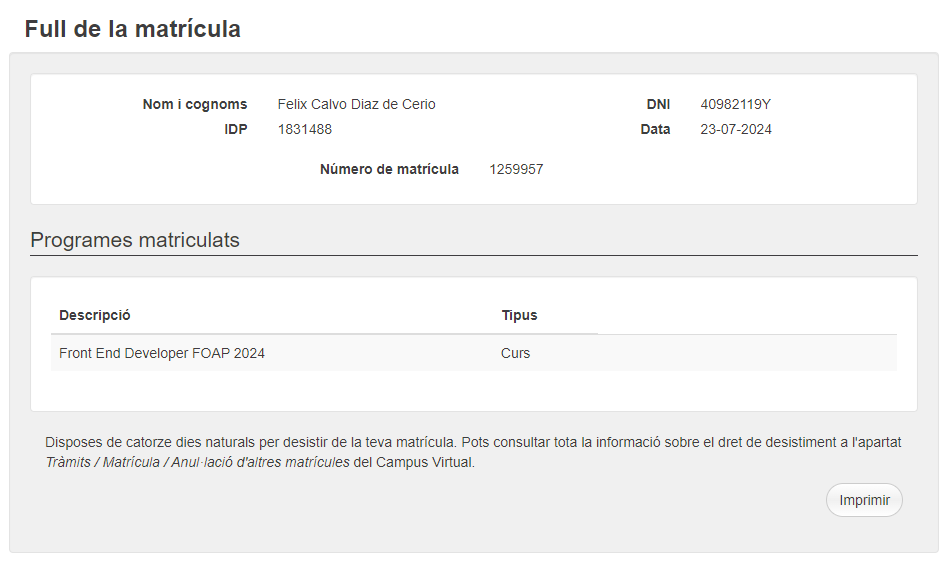 Full de la matrícula
Nom i cognoms Felix Calvo Diaz de Cerio DNI 40982119Y
IDP 1831488 Data 23-07-2024
Número de matrícula 1259957
Programes matriculats
Descripció Tipus
Front End Developer FOAP 2024 Curs
Disposes de catorze dies naturals per desistir de la teva matrícula. Pots consultar tota la informació sobre el dret de desistiment a l'apartat
Tràmits / Matrícula / Anul·lació d'altres matrícules del Campus Virtual.
Imprimir